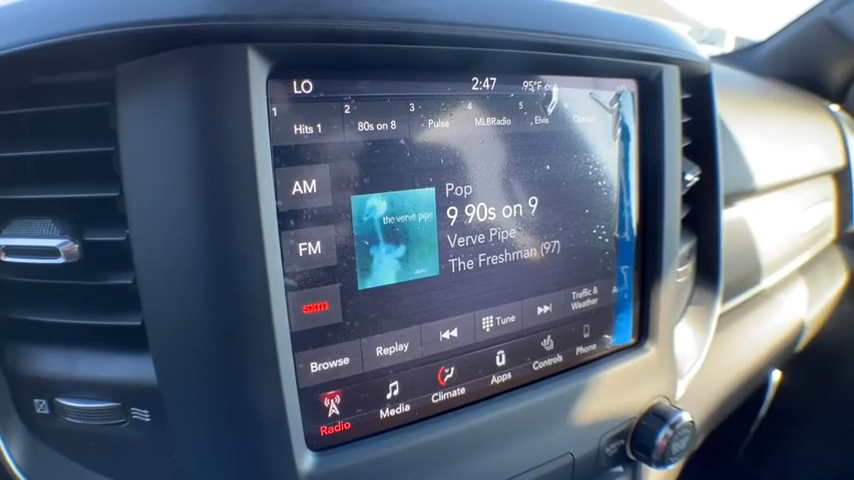 LO 2:47 95°F out
1 2 3 4 5
Hits 1 80s on 8 Pulse MLBRadio Elvis
AM
FM
sxm
the verve pipe
Pop
9 90s on 9
Verve Pipe
The Freshman (97)
Browse Replay Tune Traffic & Weather
Radio Media Climate Apps Controls Phone